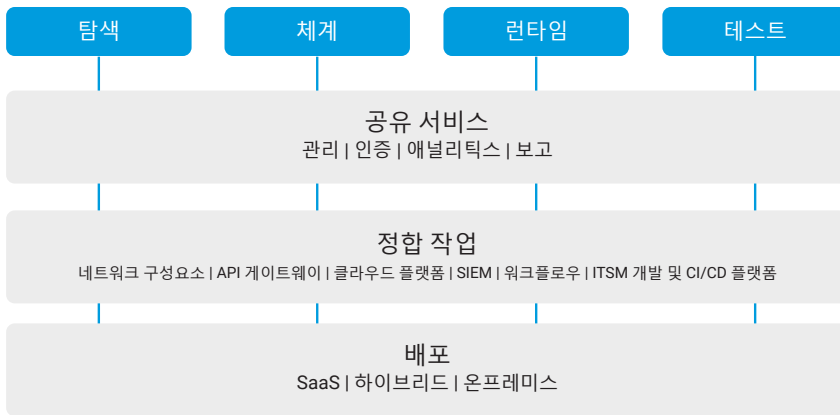 탐색
체계
런타임
테스트
공유 서비스
관리 | 인증 | 애널리틱스 | 보고
정합 작업
네트워크 구성요소 | API 게이트웨이 | 클라우드 플랫폼 | SIEM | 워크플로우 | ITSM 개발 및 CI/CD 플랫폼
배포
SaaS | 하이브리드 | 온프레미스